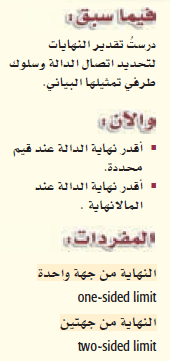 فيما سبق:
درستُ تقدير النهايات
لتحديد اتصال الدالة وسلوك
طرفي تمثيلها البياني.
والآن:
▪ أقدر نهاية الدالة عند قيم
محددة.
▪ أقدر نهاية الدالة عند
المالانهاية .
المفردات:
النهاية من جهة واحدة
one-sided limit
النهاية من جهتين
two-sided limit